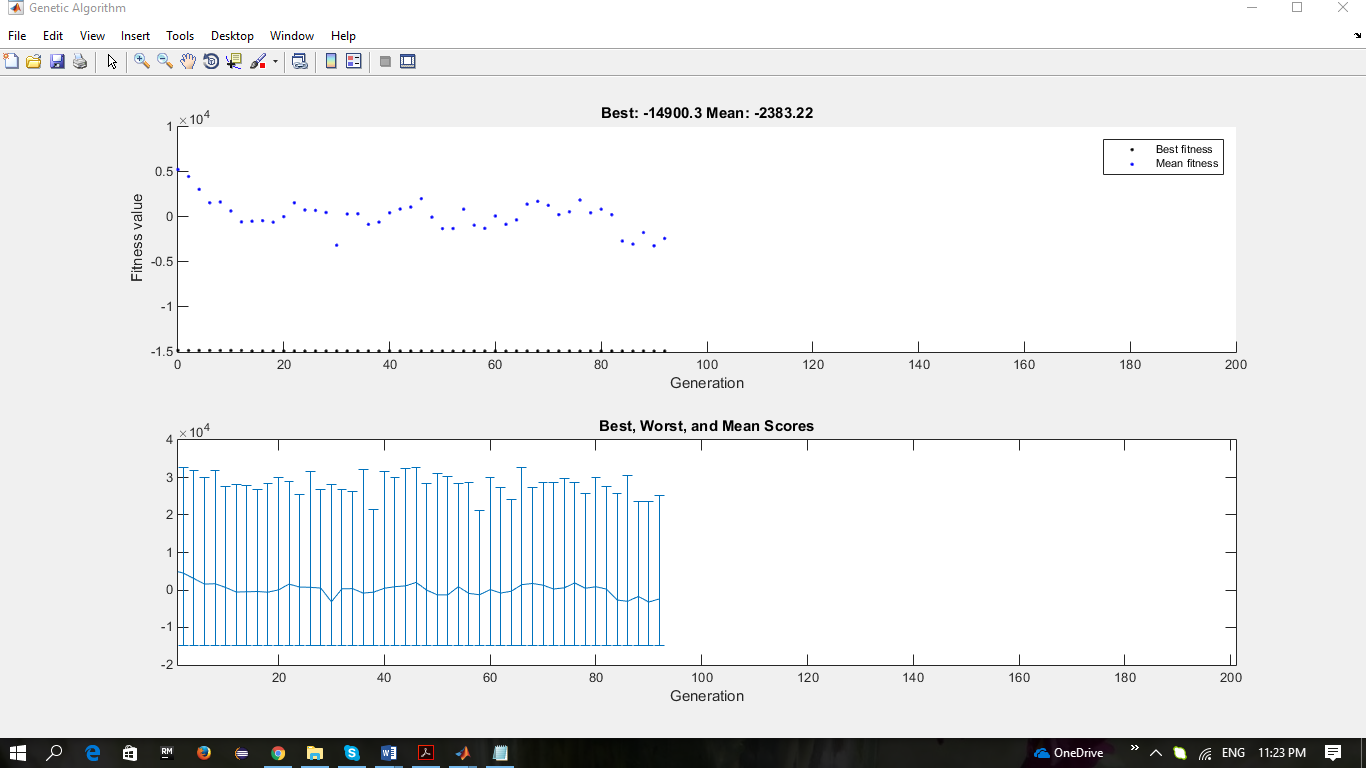 Genetic Algorithm
File Edit View Insert Tools Desktop Window Help
Best: -14900.3 Mean: -2383.22
×10^4
1
0.5
0
-0.5
-1
-1.5
Fitness value
Best fitness
Mean fitness
0 20 40 60 80 100 120 140 160 180 200
Generation
Best, Worst, and Mean Scores
×10^4
4
3
2
1
0
-1
-2
20 40 60 80 100 120 140 160 180 200
Generation
RM
OneDrive
ENG
11:23 PM